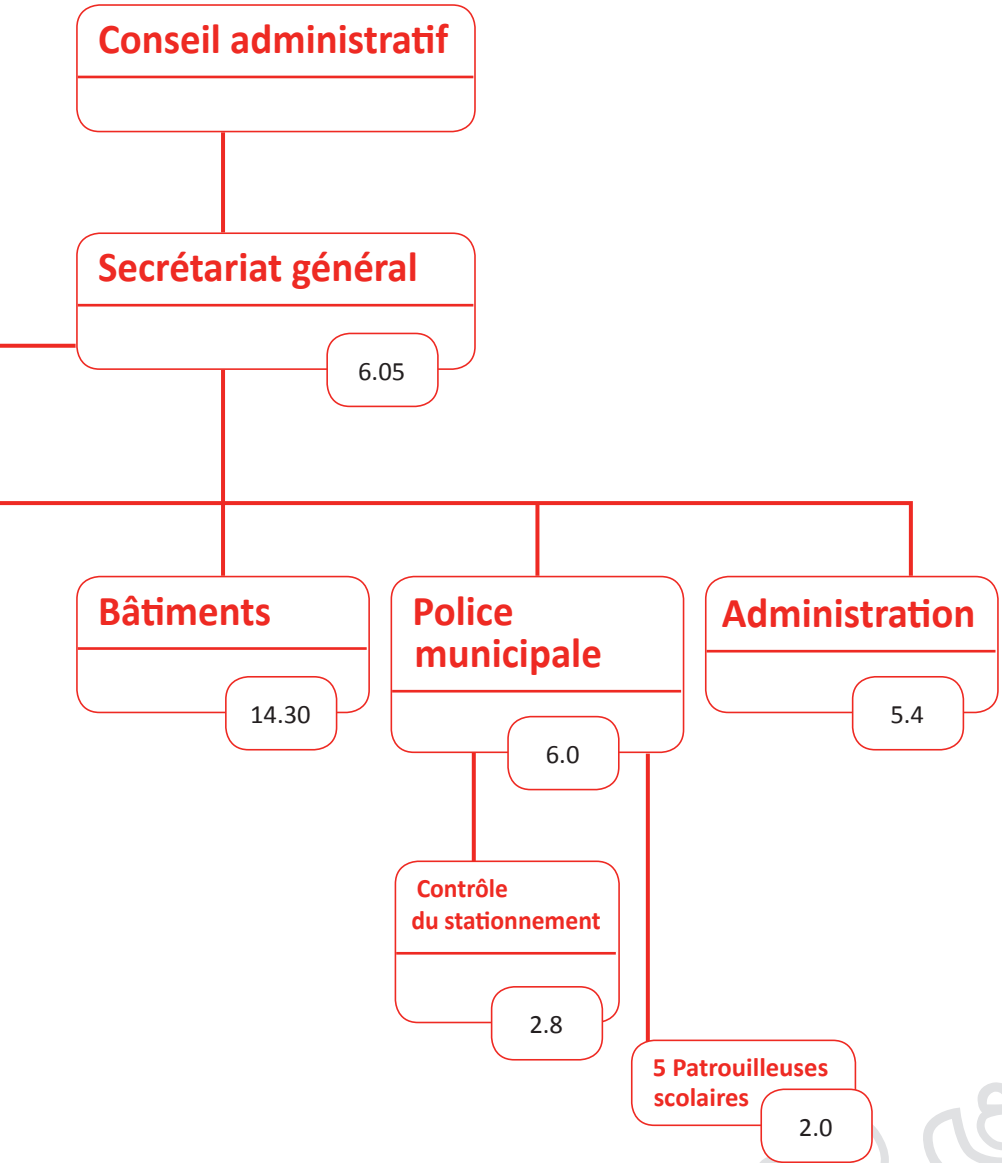 Conseil administratif
Secrétariat général
6.05
Bâtiments
14.30
Police
municipale
6.0
Administration
5.4
Contrôle
du stationnement
2.8
5 Patrouilleuses
scolaires
2.0